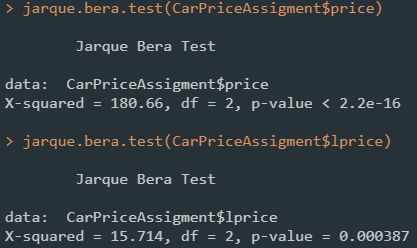 > jarque.bera.test(CarPriceAssigment$price)
Jarque Bera Test
data:  CarPriceAssigment$price
X-squared = 180.66, df = 2, p-value < 2.2e-16
> jarque.bera.test(CarPriceAssigment$lprice)
Jarque Bera Test
data:  CarPriceAssigment$lprice
X-squared = 15.714, df = 2, p-value = 0.000387